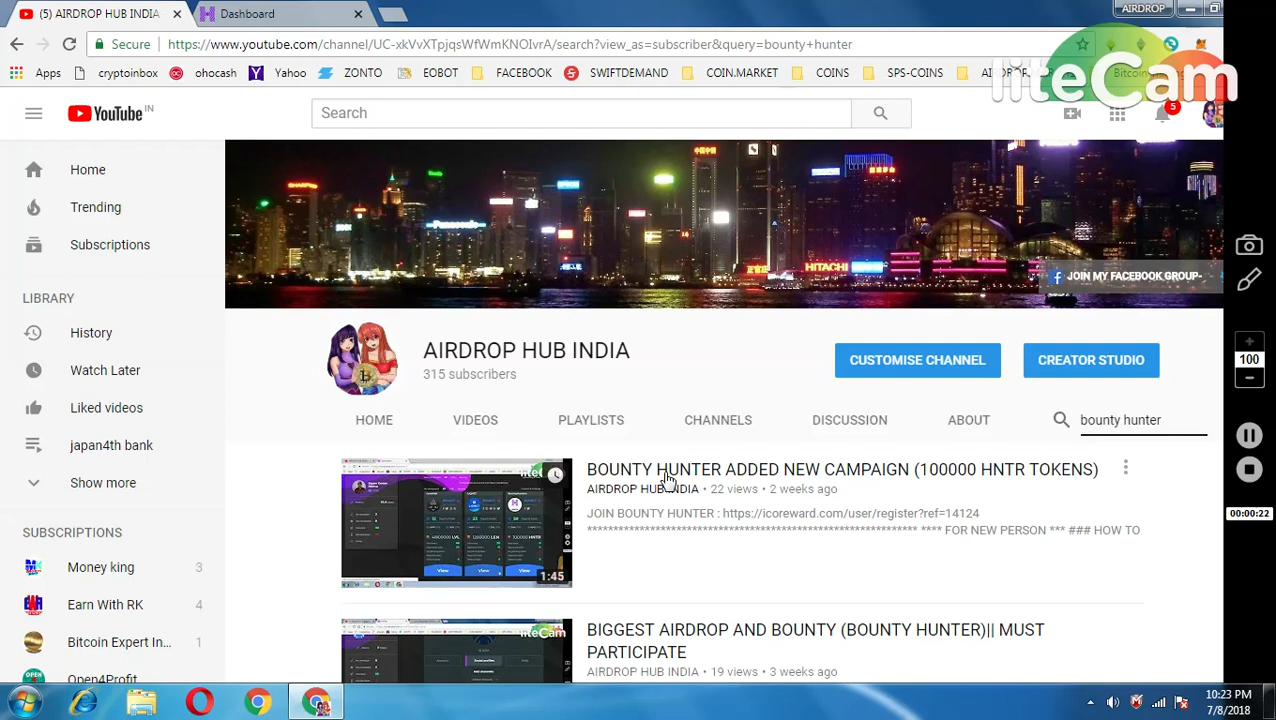 (5) AIRDROP HUB INDIA
Dashboard
AIRDROP
Secure
https://www.youtube.com/channel/UC-xkVvXTpjqsWfWmKNOIvrA/search?view_as=subscriber&query=bounty+hunter
Apps
cryptoinbox
ohocash
Yahoo
ZONTO
EOBOT
FACEBOOK
SWIFTDEMAND
COIN.MARKET
COINS
SPS-COINS
liteCam
YouTube IN
Search
5
Home
Trending
Subscriptions
HITACHI
JOIN MY FACEBOOK GROUP-
LIBRARY
History
Watch Later
Liked videos
japan4th bank
Show more
AIRDROP HUB INDIA
315 subscribers
CUSTOMISE CHANNEL
CREATOR STUDIO
100
HOME
VIDEOS
PLAYLISTS
CHANNELS
DISCUSSION
ABOUT
bounty hunter
BOUNTY HUNTER ADDED NEW CAMPAIGN (100000 HNTR TOKENS)
AIRDROP HUB INDIA • 22 views • 2 weeks ago
JOIN BOUNTY HUNTER : https://icoreward.com/user/register?ref=14124
*** FOR NEW PERSON *** ### HOW TO
View
View
View
1:45
00:00:22
SUBSCRIPTIONS
Money king
3
Earn With RK
4
1
BIGGEST AIRDROP AND BOUNTY (BOUNTY HUNTER)|| MUST
PARTICIPATE
AIRDROP HUB INDIA
views • 3 weeks ago
10:23 PM
7/8/2018